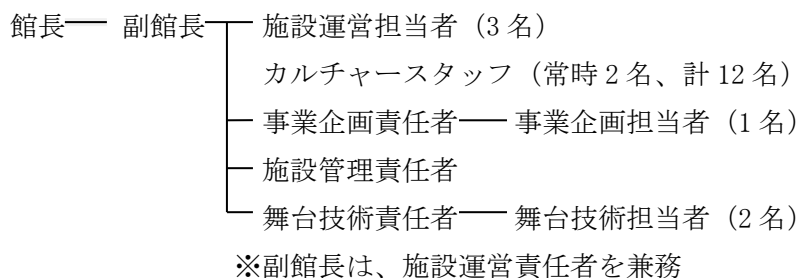 館長 副館長 施設運営担当者（3名）
カルチャースタッフ（常時2名、計12名）
事業企画責任者 事業企画担当者（1名）
施設管理責任者
舞台技術責任者 舞台技術担当者（2名）
※副館長は、施設運営責任者を兼務